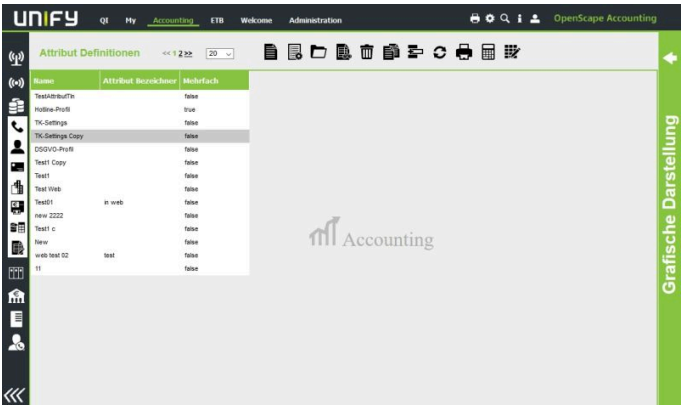 UNIFY QI My Accounting ETB Welcome Administration OpenScape Accounting
Attribut Definitionen << 1 2 >> 20
Name Attribut Bezeichner Mehrfach
TestAttributTln false
Hotline-Profil true
TK-Settings false
TK-Settings Copy false
DSGVO-Profil false
Test1 Copy false
Test1 false
Test Web false
Test01 in web false
new 2222 false
Test1 c false
New false
web test 02 test false
11 false
Accounting
Grafische Darstellung